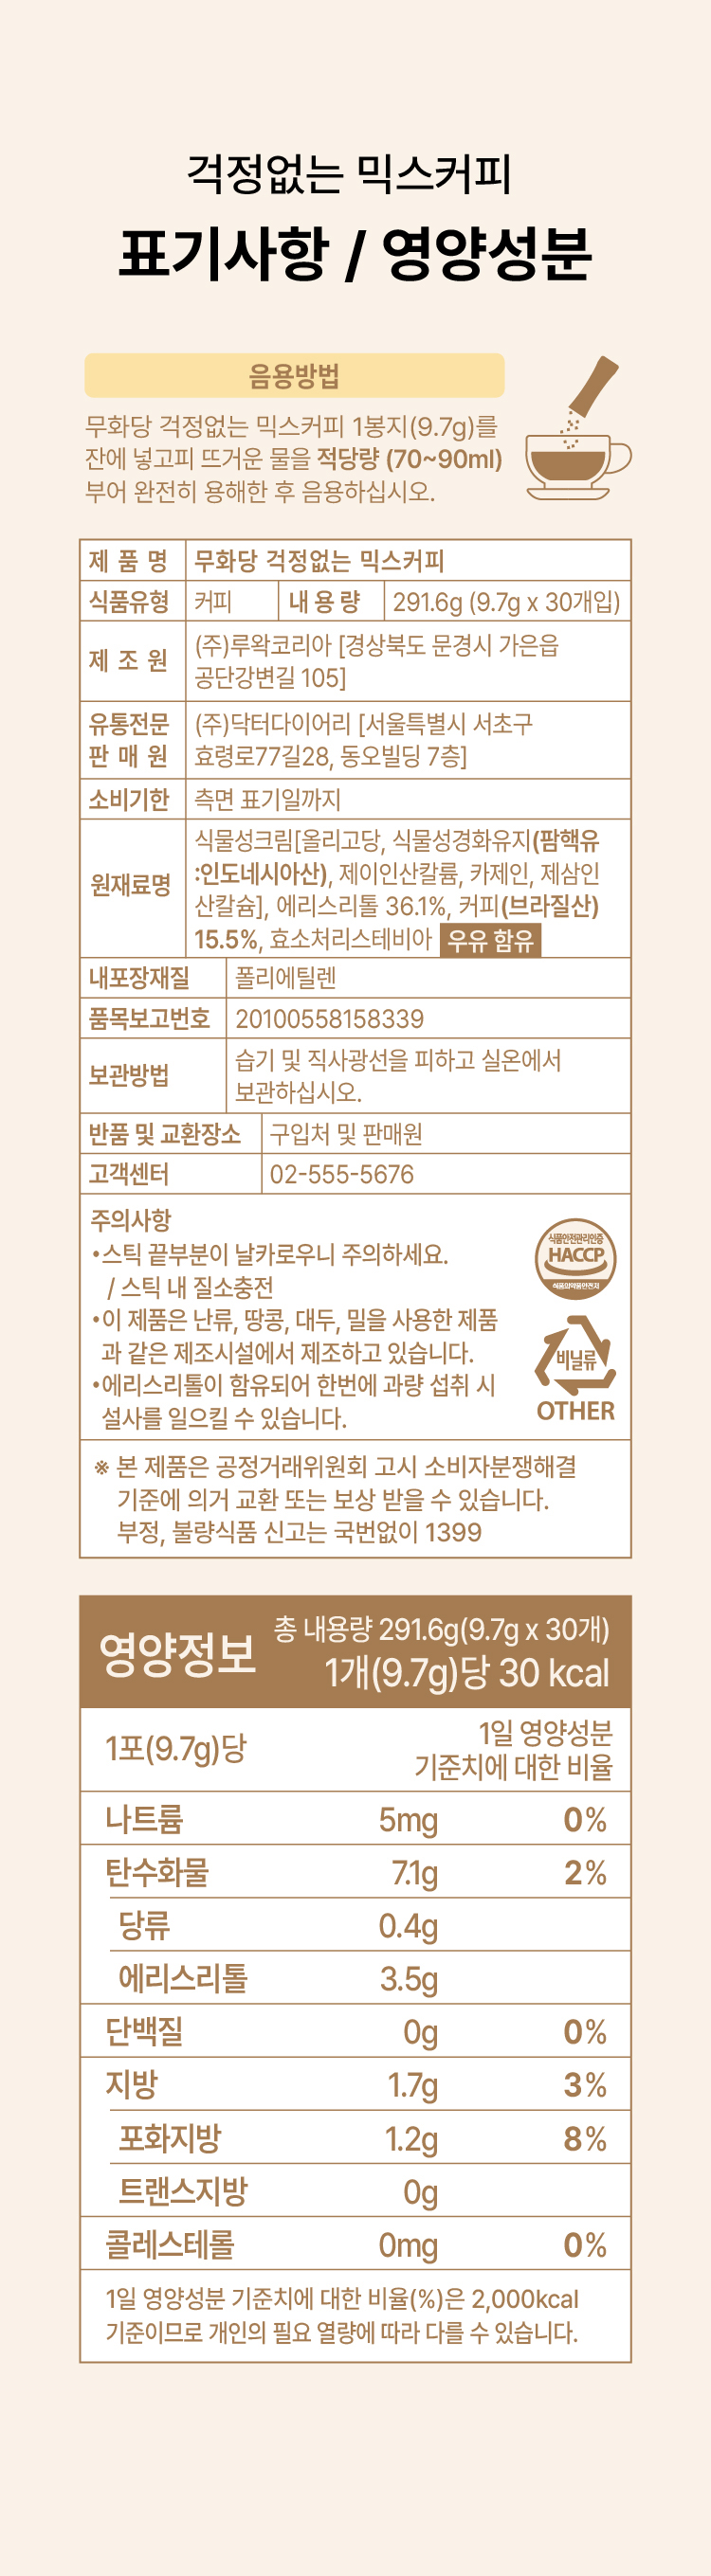 걱정없는 믹스커피
표기사항 / 영양성분
음용방법
무화당 걱정없는 믹스커피 1봉지(9.7g)를
잔에 넣고피 뜨거운 물을 적당량 (70~90ml)
부어 완전히 용해한 후 음용하십시오.
제 품 명 무화당 걱정없는 믹스커피
식품유형 커피 내 용 량 291.6g (9.7g x 30개입)
제 조 원 (주)루왁코리아 [경상북도 문경시 가은읍
공단강변길 105]
유통전문 (주)닥터다이어리 [서울특별시 서초구
판 매 원 효령로77길28, 동오빌딩 7층]
소비기한 측면 표기일까지
원재료명
식물성크림[올리고당, 식물성경화유지(팜핵유
:인도네시아산), 제이인산칼륨, 카제인, 제삼인
산칼슘], 에리스리톨 36.1%, 커피(브라질산)
15.5%, 효소처리스테비아 우유 함유
내포장재질 폴리에틸렌
품목보고번호 20100558158339
보관방법 습기 및 직사광선을 피하고 실온에서
보관하십시오.
반품 및 교환장소 구입처 및 판매원
고객센터 02-555-5676
주의사항
•스틱 끝부분이 날카로우니 주의하세요.
/ 스틱 내 질소충전
•이 제품은 난류, 땅콩, 대두, 밀을 사용한 제품
과 같은 제조시설에서 제조하고 있습니다.
•에리스리톨이 함유되어 한번에 과량 섭취 시
설사를 일으킬 수 있습니다.
식품안전관리인증
HACCP
식품의약품안전처
비닐류
OTHER
※ 본 제품은 공정거래위원회 고시 소비자분쟁해결
기준에 의거 교환 또는 보상 받을 수 있습니다.
부정, 불량식품 신고는 국번없이 1399
영양정보
총 내용량 291.6g(9.7g x 30개)
1개(9.7g)당 30 kcal
1포(9.7g)당
1일 영양성분
기준치에 대한 비율
나트륨 5mg 0%
탄수화물 7.1g 2%
당류 0.4g
에리스리톨 3.5g
단백질 0g 0%
지방 1.7g 3%
포화지방 1.2g 8%
트랜스지방 0g
콜레스테롤 0mg 0%
1일 영양성분 기준치에 대한 비율(%)은 2,000kcal
기준이므로 개인의 필요 열량에 따라 다를 수 있습니다.